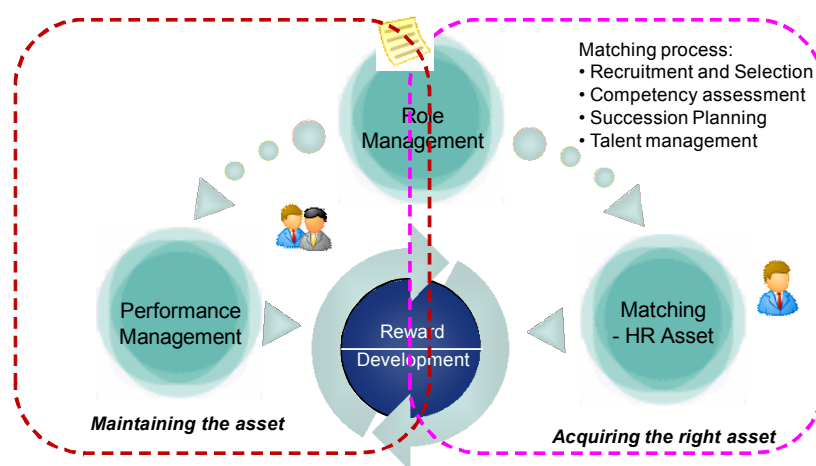 Matching process:
• Recruitment and Selection
• Competency assessment
• Succession Planning
• Talent management
Role
Management
Performance
Management
Reward
Development
Matching
- HR Asset
Maintaining the asset
Acquiring the right asset